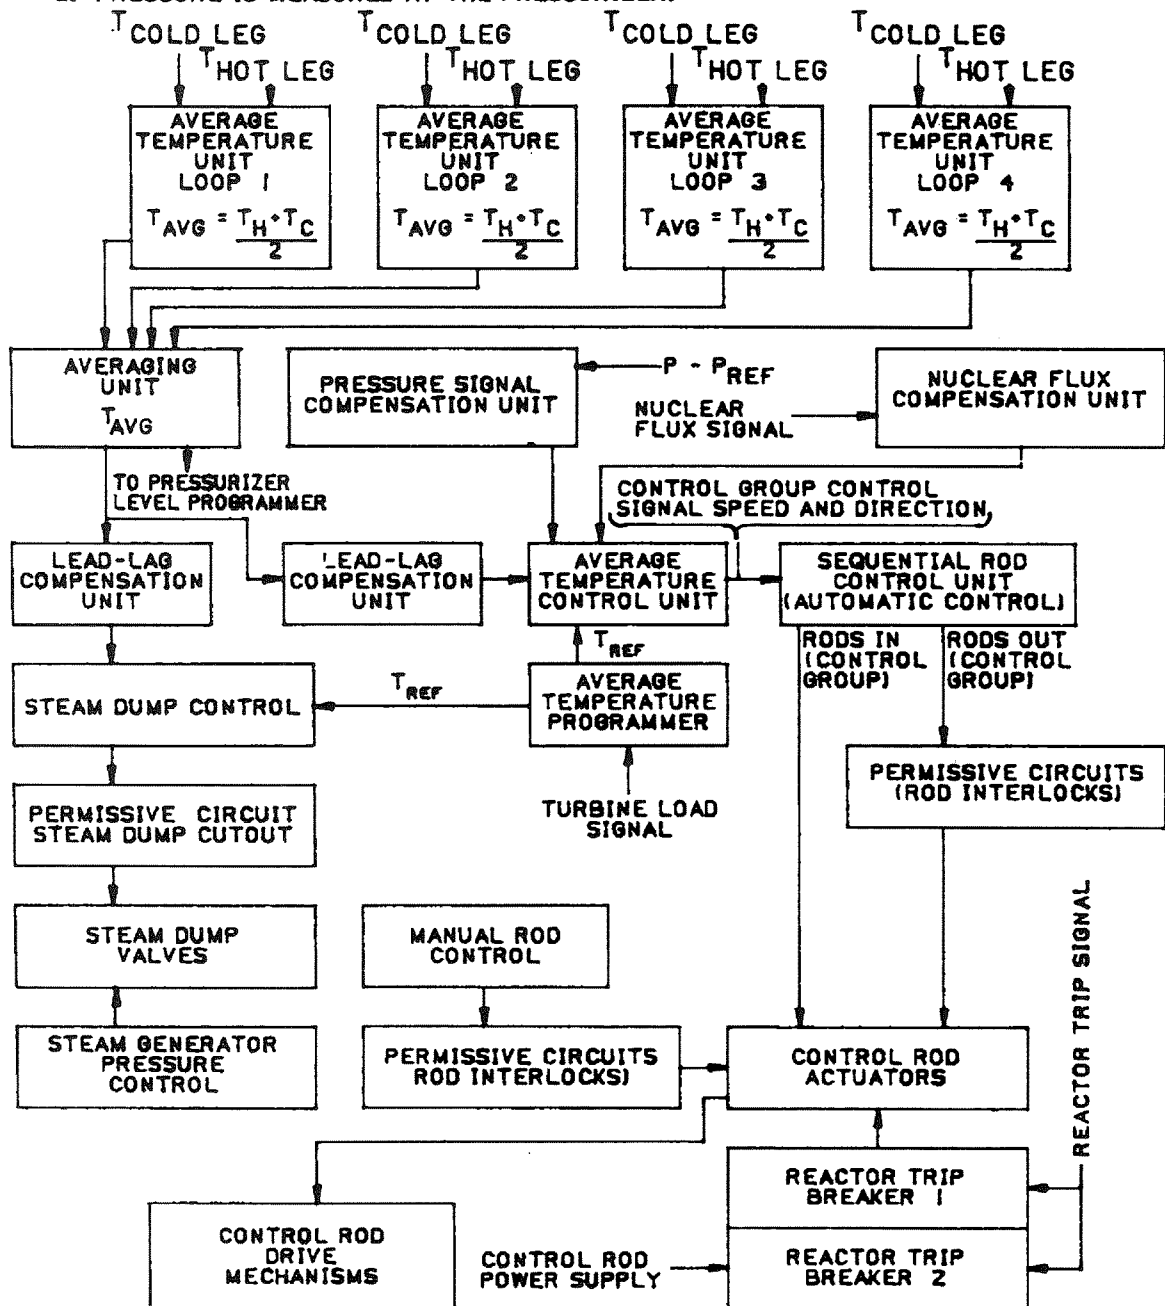 T COLD LEG
T HOT LEG
T COLD LEG
T HOT LEG
T COLD LEG
T HOT LEG
T COLD LEG
T HOT LEG
AVERAGE
TEMPERATURE
UNIT
LOOP 1
T AVG = T H + T C
2
AVERAGE
TEMPERATURE
UNIT
LOOP 2
T AVG = T H + T C
2
AVERAGE
TEMPERATURE
UNIT
LOOP 3
T AVG = T H + T C
2
AVERAGE
TEMPERATURE
UNIT
LOOP 4
T AVG = T H + T C
2
AVERAGING
UNIT
T AVG
PRESSURE SIGNAL
COMPENSATION UNIT
P - P REF
NUCLEAR
FLUX SIGNAL
NUCLEAR FLUX
COMPENSATION UNIT
TO PRESSURIZER
LEVEL PROGRAMMER
CONTROL GROUP CONTROL
SIGNAL SPEED AND DIRECTION
LEAD-LAG
COMPENSATION
UNIT
LEAD-LAG
COMPENSATION
UNIT
AVERAGE
TEMPERATURE
CONTROL UNIT
SEQUENTIAL ROD
CONTROL UNIT
(AUTOMATIC CONTROL)
T REF
RODS IN
(CONTROL
GROUP)
RODS OUT
(CONTROL
GROUP)
STEAM DUMP CONTROL
T REF
AVERAGE
TEMPERATURE
PROGRAMMER
PERMISSIVE CIRCUITS
(ROD INTERLOCKS)
TURBINE LOAD
SIGNAL
PERMISSIVE CIRCUIT
STEAM DUMP CUTOUT
STEAM DUMP
VALVES
MANUAL ROD
CONTROL
REACTOR TRIP SIGNAL
STEAM GENERATOR
PRESSURE
CONTROL
PERMISSIVE CIRCUITS
ROD INTERLOCKS)
CONTROL ROD
ACTUATORS
REACTOR TRIP
BREAKER 1
CONTROL ROD
DRIVE
MECHANISMS
CONTROL ROD
POWER SUPPLY
REACTOR TRIP
BREAKER 2